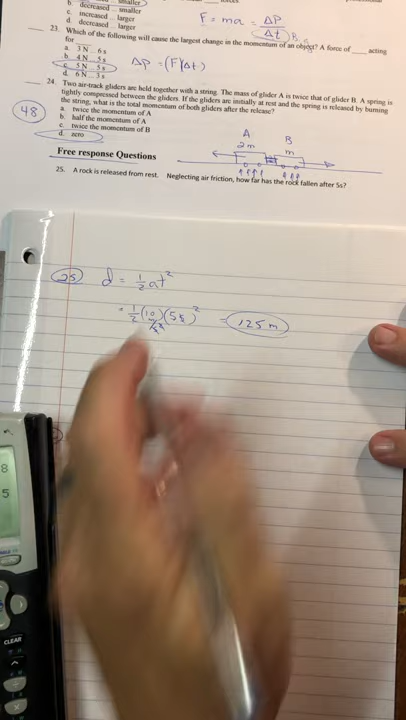 b. decreased ... smaller
c. increased ... larger
d. decreased ... larger
F = ma = ΔP / Δt
23. Which of the following will cause the largest change in the momentum of an object? A force of ____ acting
for ____
a. 3 N 6 s
b. 4 N 5 s
c. 5 N 5 s
d. 6 N 3 s
ΔP = (F)(Δt)
24. Two air-track gliders are held together with a string. The mass of glider A is twice that of glider B. A spring is
tightly compressed between the gliders. If the gliders are initially at rest and the spring is released by burning
the string, what is the total momentum of both gliders after the release?
48
a. twice the momentum of A
b. half the momentum of A
c. twice the momentum of B
d. zero
A B
2m m
Free response Questions
25. A rock is released from rest. Neglecting air friction, how far has the rock fallen after 5s?
25 d = 1/2 at²
= 1/2 (10 m/s²)(5s)² = 125 m
8
5
CLEAR